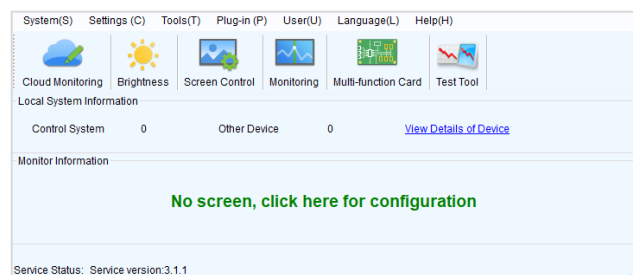 System(S) Settings (C) Tools(T) Plug-in (P) User(U) Language(L) Help(H)
Cloud Monitoring Brightness Screen Control Monitoring Multi-function Card Test Tool
Local System Information
Control System 0 Other Device 0 View Details of Device
Monitor Information
No screen, click here for configuration
Service Status: Service version:3.1.1